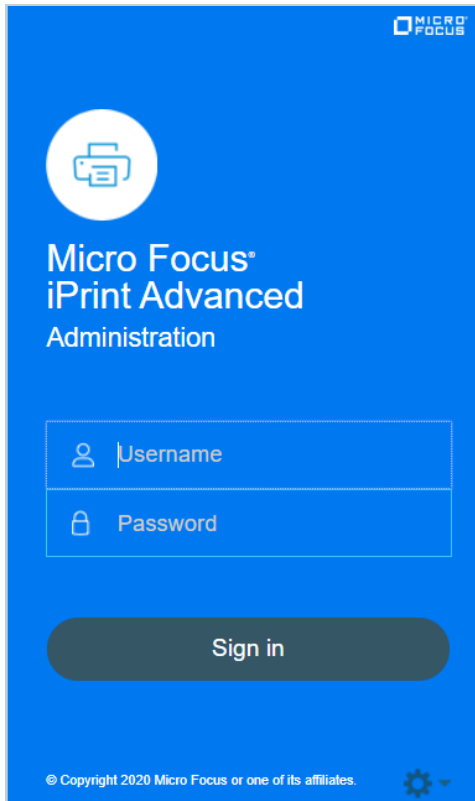 MICRO
FOCUS
Micro Focus®
iPrint Advanced
Administration
Username
Password
Sign in
© Copyright 2020 Micro Focus or one of its affiliates.